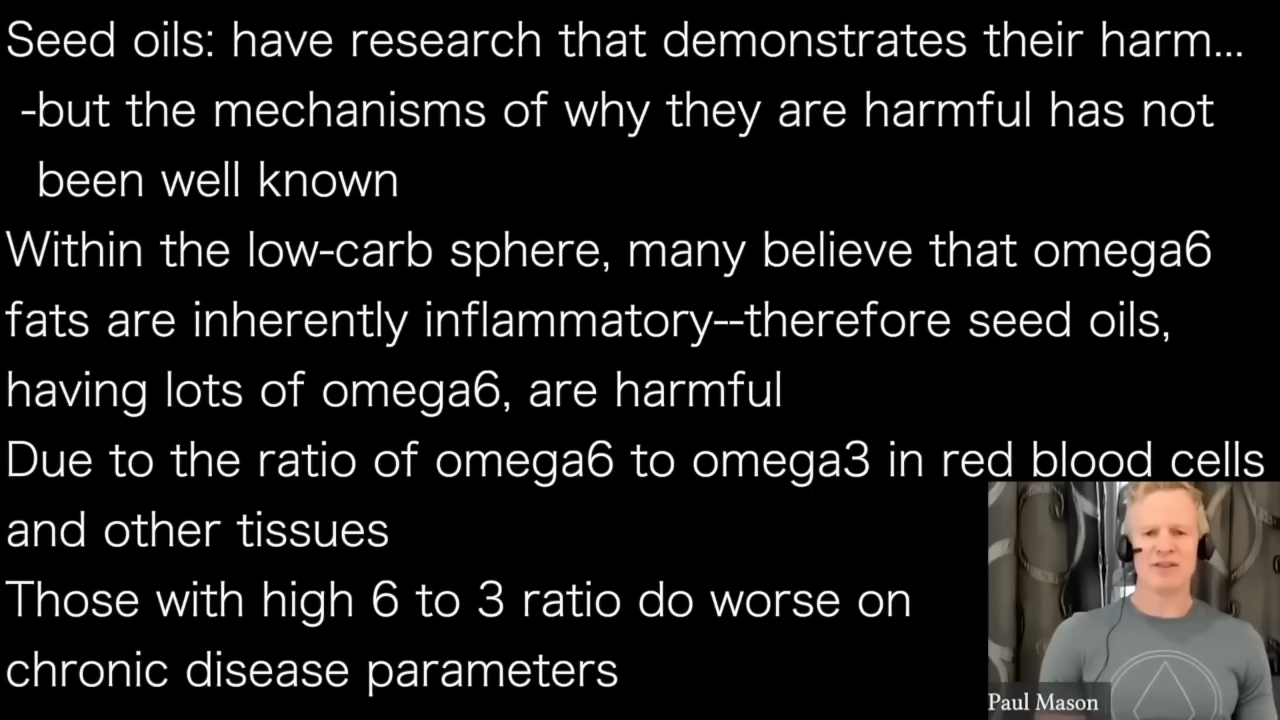 Seed oils: have research that demonstrates their harm...
-but the mechanisms of why they are harmful has not
been well known
Within the low-carb sphere, many believe that omega6
fats are inherently inflammatory--therefore seed oils,
having lots of omega6, are harmful
Due to the ratio of omega6 to omega3 in red blood cells
and other tissues
Those with high 6 to 3 ratio do worse on
chronic disease parameters
Paul Mason